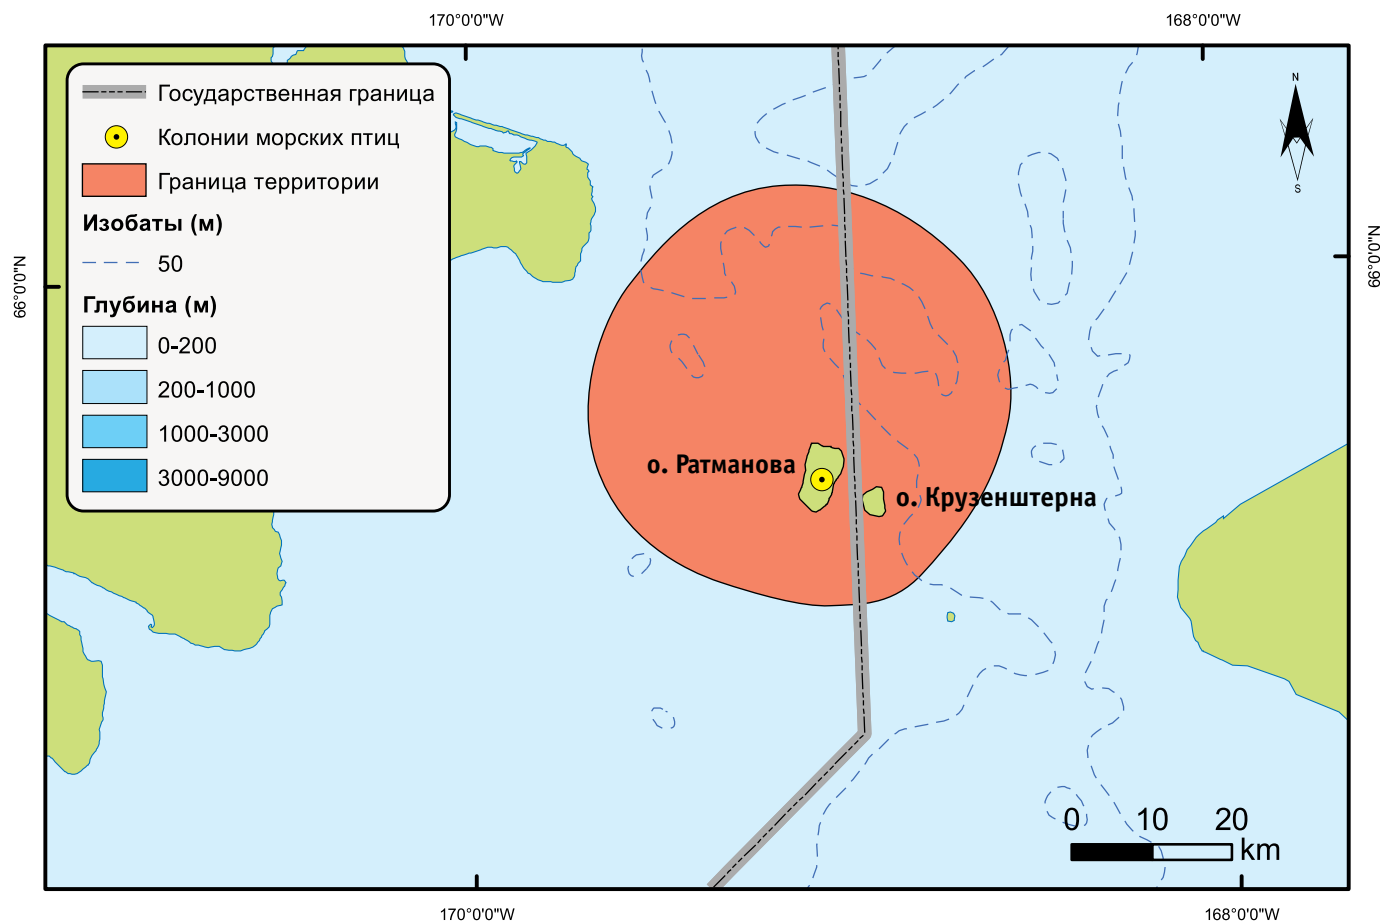 170°0'0"W
168°0'0"W
N
S
Государственная граница
Колонии морских птиц
Граница территории
Изобаты (м)
50
Глубина (м)
0-200
200-1000
1000-3000
3000-9000
66°0'0"N
66°0'0"N
о. Ратманова
о. Крузенштерна
0 10 20
km
170°0'0"W
168°0'0"W